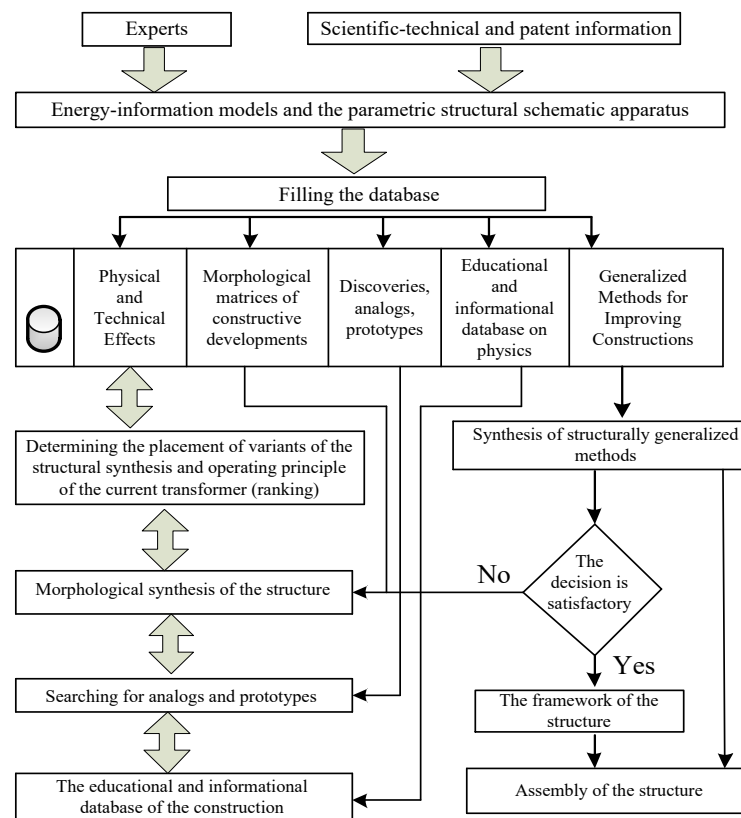 Experts
Scientific-technical and patent information
Energy-information models and the parametric structural schematic apparatus
Filling the database
Physical
and
Technical
Effects
Morphological
matrices of
constructive
developments
Discoveries,
analogs,
prototypes
Educational
and
informational
database on
physics
Generalized
Methods for
Improving
Constructions
Determining the placement of variants of the
structural synthesis and operating principle
of the current transformer (ranking)
Synthesis of structurally generalized
methods
The
decision is
satisfactory
No
Morphological synthesis of the structure
Yes
Searching for analogs and prototypes
The framework of the
structure
The educational and informational
database of the construction
Assembly of the structure